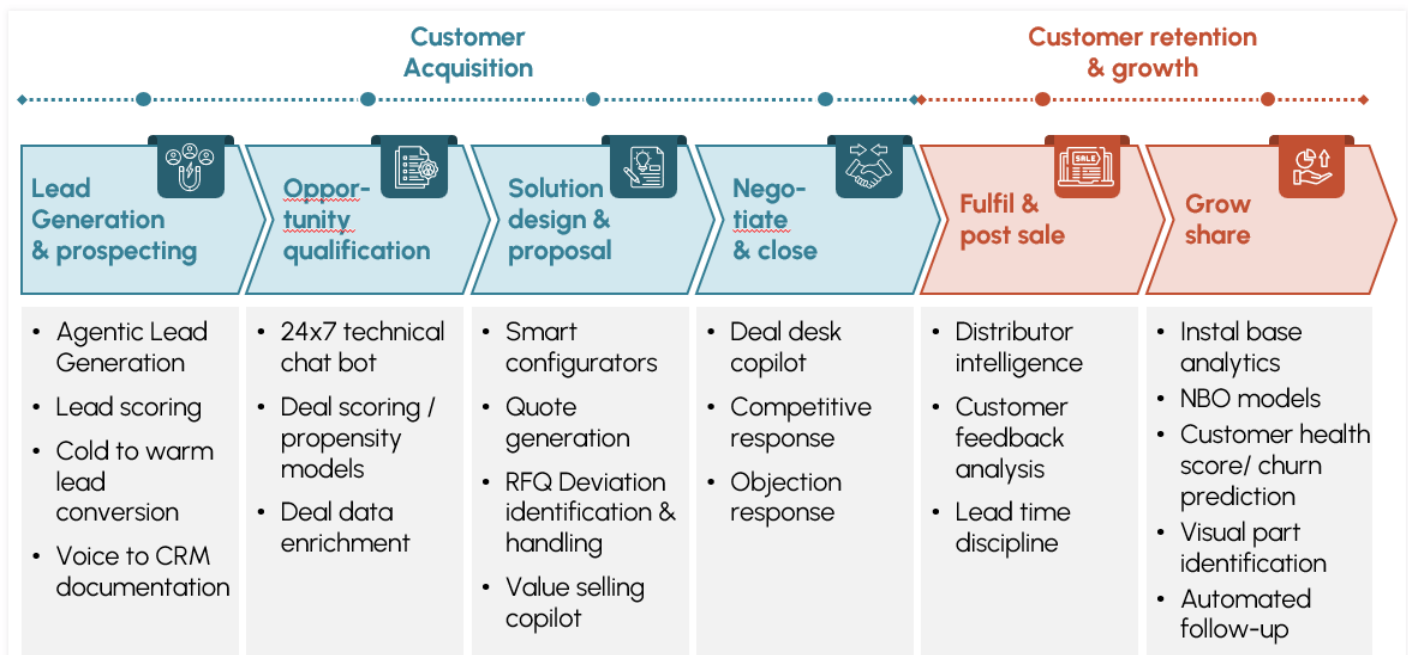 Customer
Acquisition
Customer retention
& growth
Lead
Generation
& prospecting
Oppor-
tunity
qualification
Solution
design &
proposal
Nego-
tiate
& close
SALE
Fulfil &
post sale
Grow
share
• Agentic Lead
Generation
• Lead scoring
• Cold to warm
lead
conversion
• Voice to CRM
documentation
• 24x7 technical
chat bot
• Deal scoring /
propensity
models
• Deal data
enrichment
• Smart
configurators
• Quote
generation
• RFQ Deviation
identification &
handling
• Value selling
copilot
• Deal desk
copilot
• Competitive
response
• Objection
response
• Distributor
intelligence
• Customer
feedback
analysis
• Lead time
discipline
• Instal base
analytics
• NBO models
• Customer health
score/ churn
prediction
• Visual part
identification
• Automated
follow-up